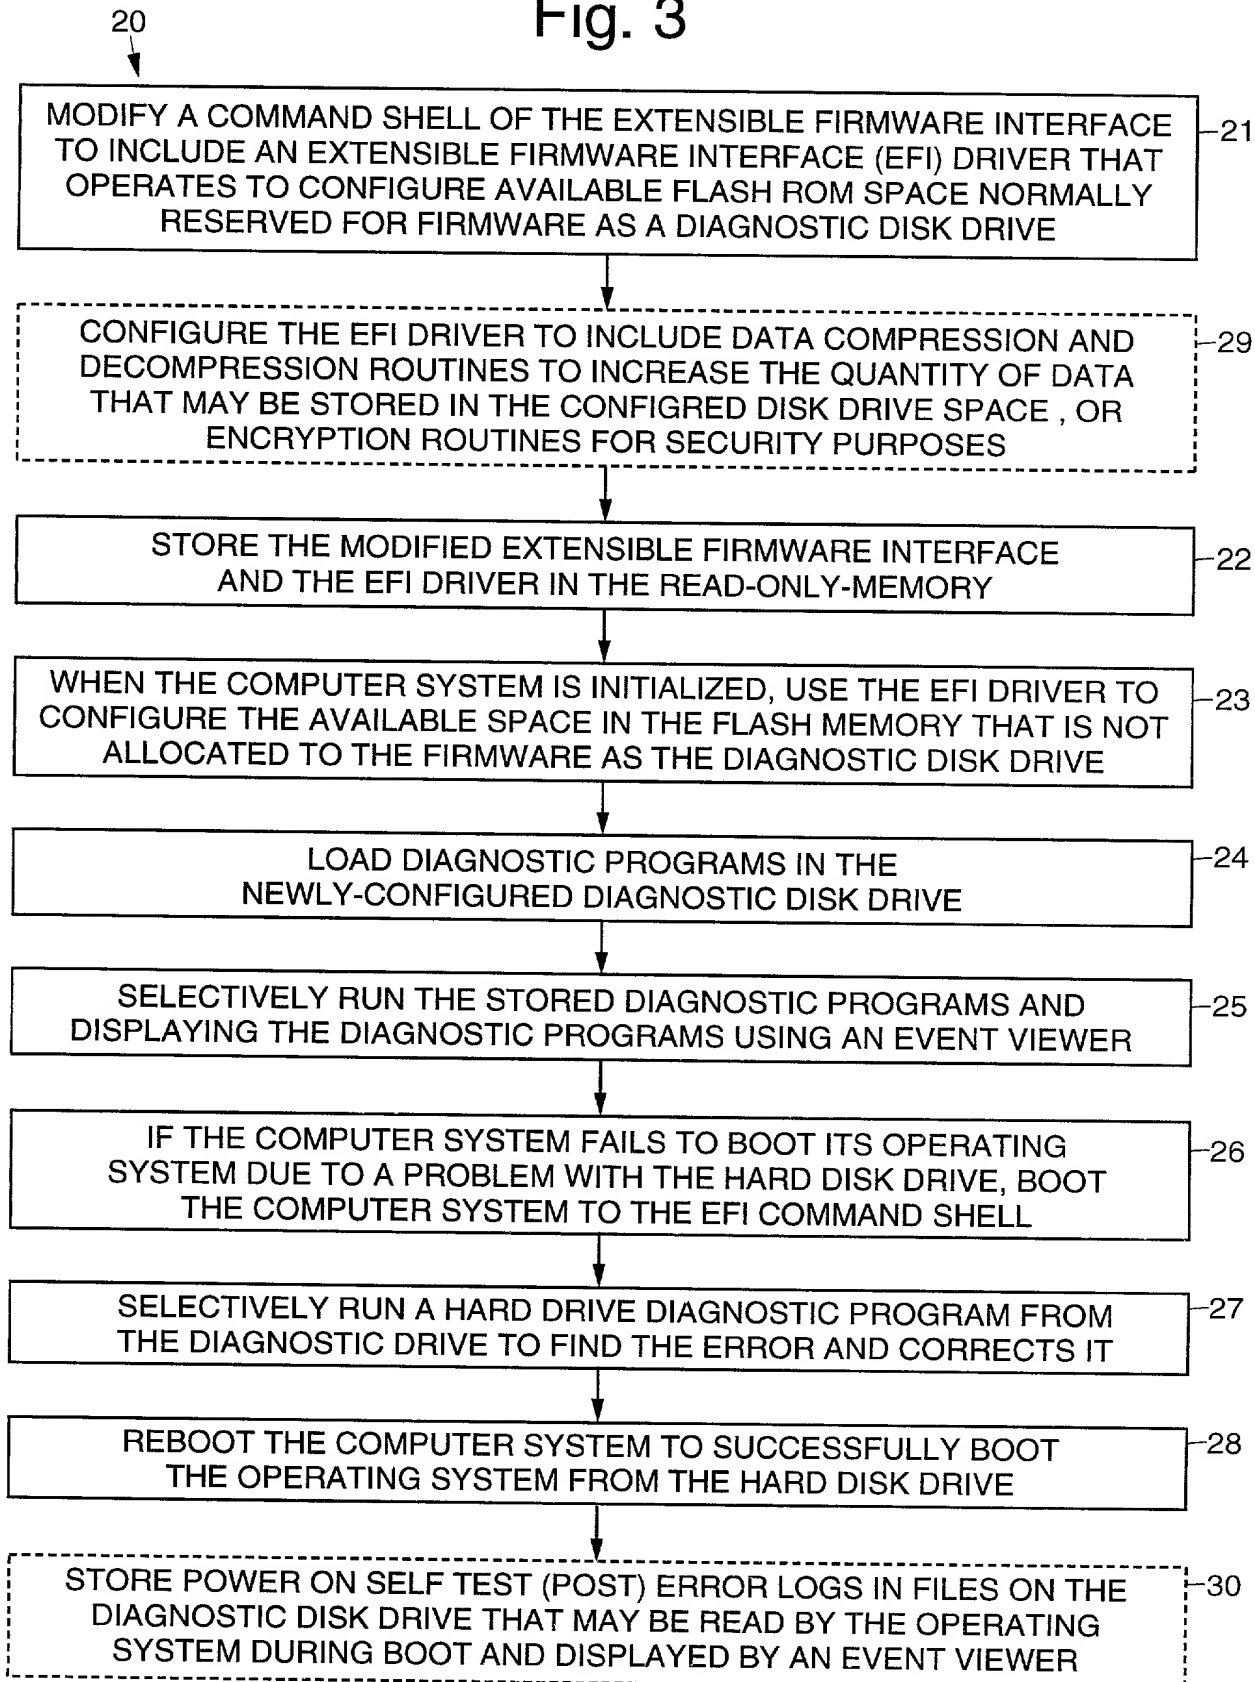 Fig. 3
20
MODIFY A COMMAND SHELL OF THE EXTENSIBLE FIRMWARE INTERFACE
TO INCLUDE AN EXTENSIBLE FIRMWARE INTERFACE (EFI) DRIVER THAT
OPERATES TO CONFIGURE AVAILABLE FLASH ROM SPACE NORMALLY
RESERVED FOR FIRMWARE AS A DIAGNOSTIC DISK DRIVE
21
CONFIGURE THE EFI DRIVER TO INCLUDE DATA COMPRESSION AND
DECOMPRESSION ROUTINES TO INCREASE THE QUANTITY OF DATA
THAT MAY BE STORED IN THE CONFIGRED DISK DRIVE SPACE , OR
ENCRYPTION ROUTINES FOR SECURITY PURPOSES
29
STORE THE MODIFIED EXTENSIBLE FIRMWARE INTERFACE
AND THE EFI DRIVER IN THE READ-ONLY-MEMORY
22
WHEN THE COMPUTER SYSTEM IS INITIALIZED, USE THE EFI DRIVER TO
CONFIGURE THE AVAILABLE SPACE IN THE FLASH MEMORY THAT IS NOT
ALLOCATED TO THE FIRMWARE AS THE DIAGNOSTIC DISK DRIVE
23
LOAD DIAGNOSTIC PROGRAMS IN THE
NEWLY-CONFIGURED DIAGNOSTIC DISK DRIVE
24
SELECTIVELY RUN THE STORED DIAGNOSTIC PROGRAMS AND
DISPLAYING THE DIAGNOSTIC PROGRAMS USING AN EVENT VIEWER
25
IF THE COMPUTER SYSTEM FAILS TO BOOT ITS OPERATING
SYSTEM DUE TO A PROBLEM WITH THE HARD DISK DRIVE, BOOT
THE COMPUTER SYSTEM TO THE EFI COMMAND SHELL
26
SELECTIVELY RUN A HARD DRIVE DIAGNOSTIC PROGRAM FROM
THE DIAGNOSTIC DRIVE TO FIND THE ERROR AND CORRECTS IT
27
REBOOT THE COMPUTER SYSTEM TO SUCCESSFULLY BOOT
THE OPERATING SYSTEM FROM THE HARD DISK DRIVE
28
STORE POWER ON SELF TEST (POST) ERROR LOGS IN FILES ON THE
DIAGNOSTIC DISK DRIVE THAT MAY BE READ BY THE OPERATING
SYSTEM DURING BOOT AND DISPLAYED BY AN EVENT VIEWER
30